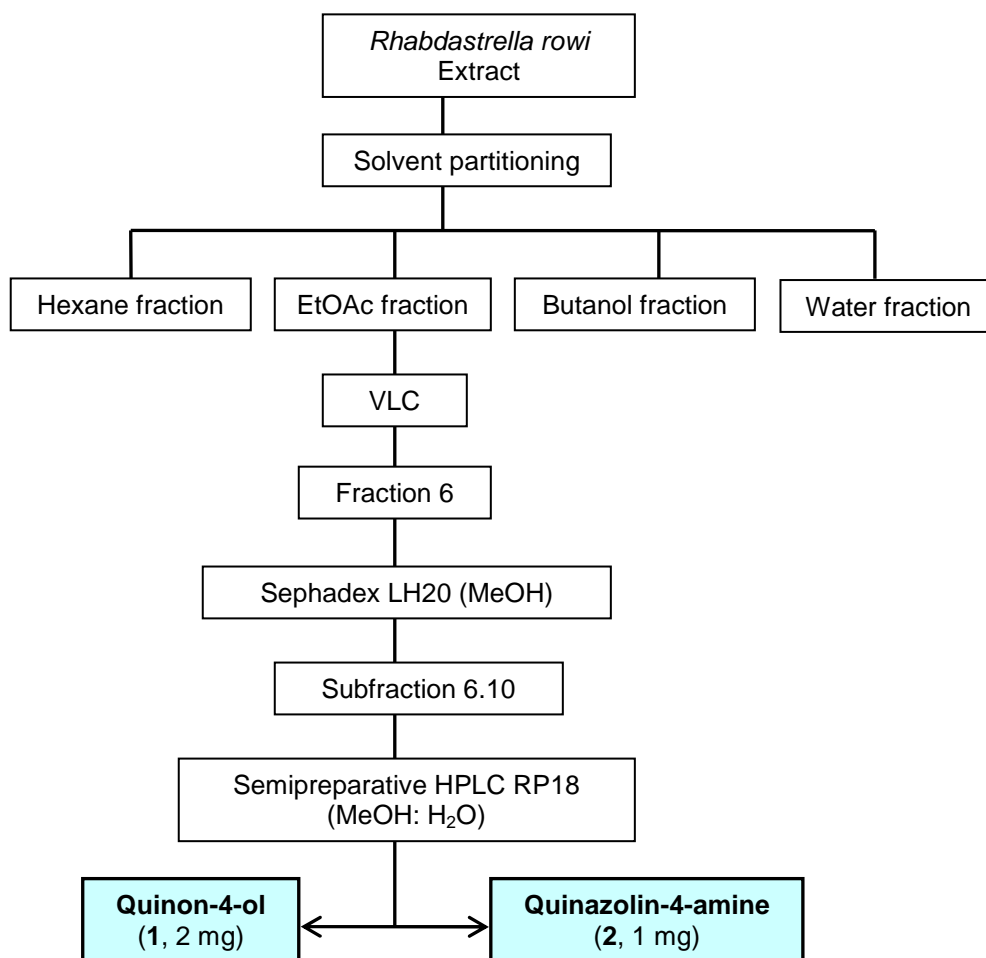 Rhabdastrella rowi
Extract
Solvent partitioning
Hexane fraction
EtOAc fraction
Butanol fraction
Water fraction
VLC
Fraction 6
Sephadex LH20 (MeOH)
Subfraction 6.10
Semipreparative HPLC RP18
(MeOH: H₂O)
Quinon-4-ol
(1, 2 mg)
Quinazolin-4-amine
(2, 1 mg)